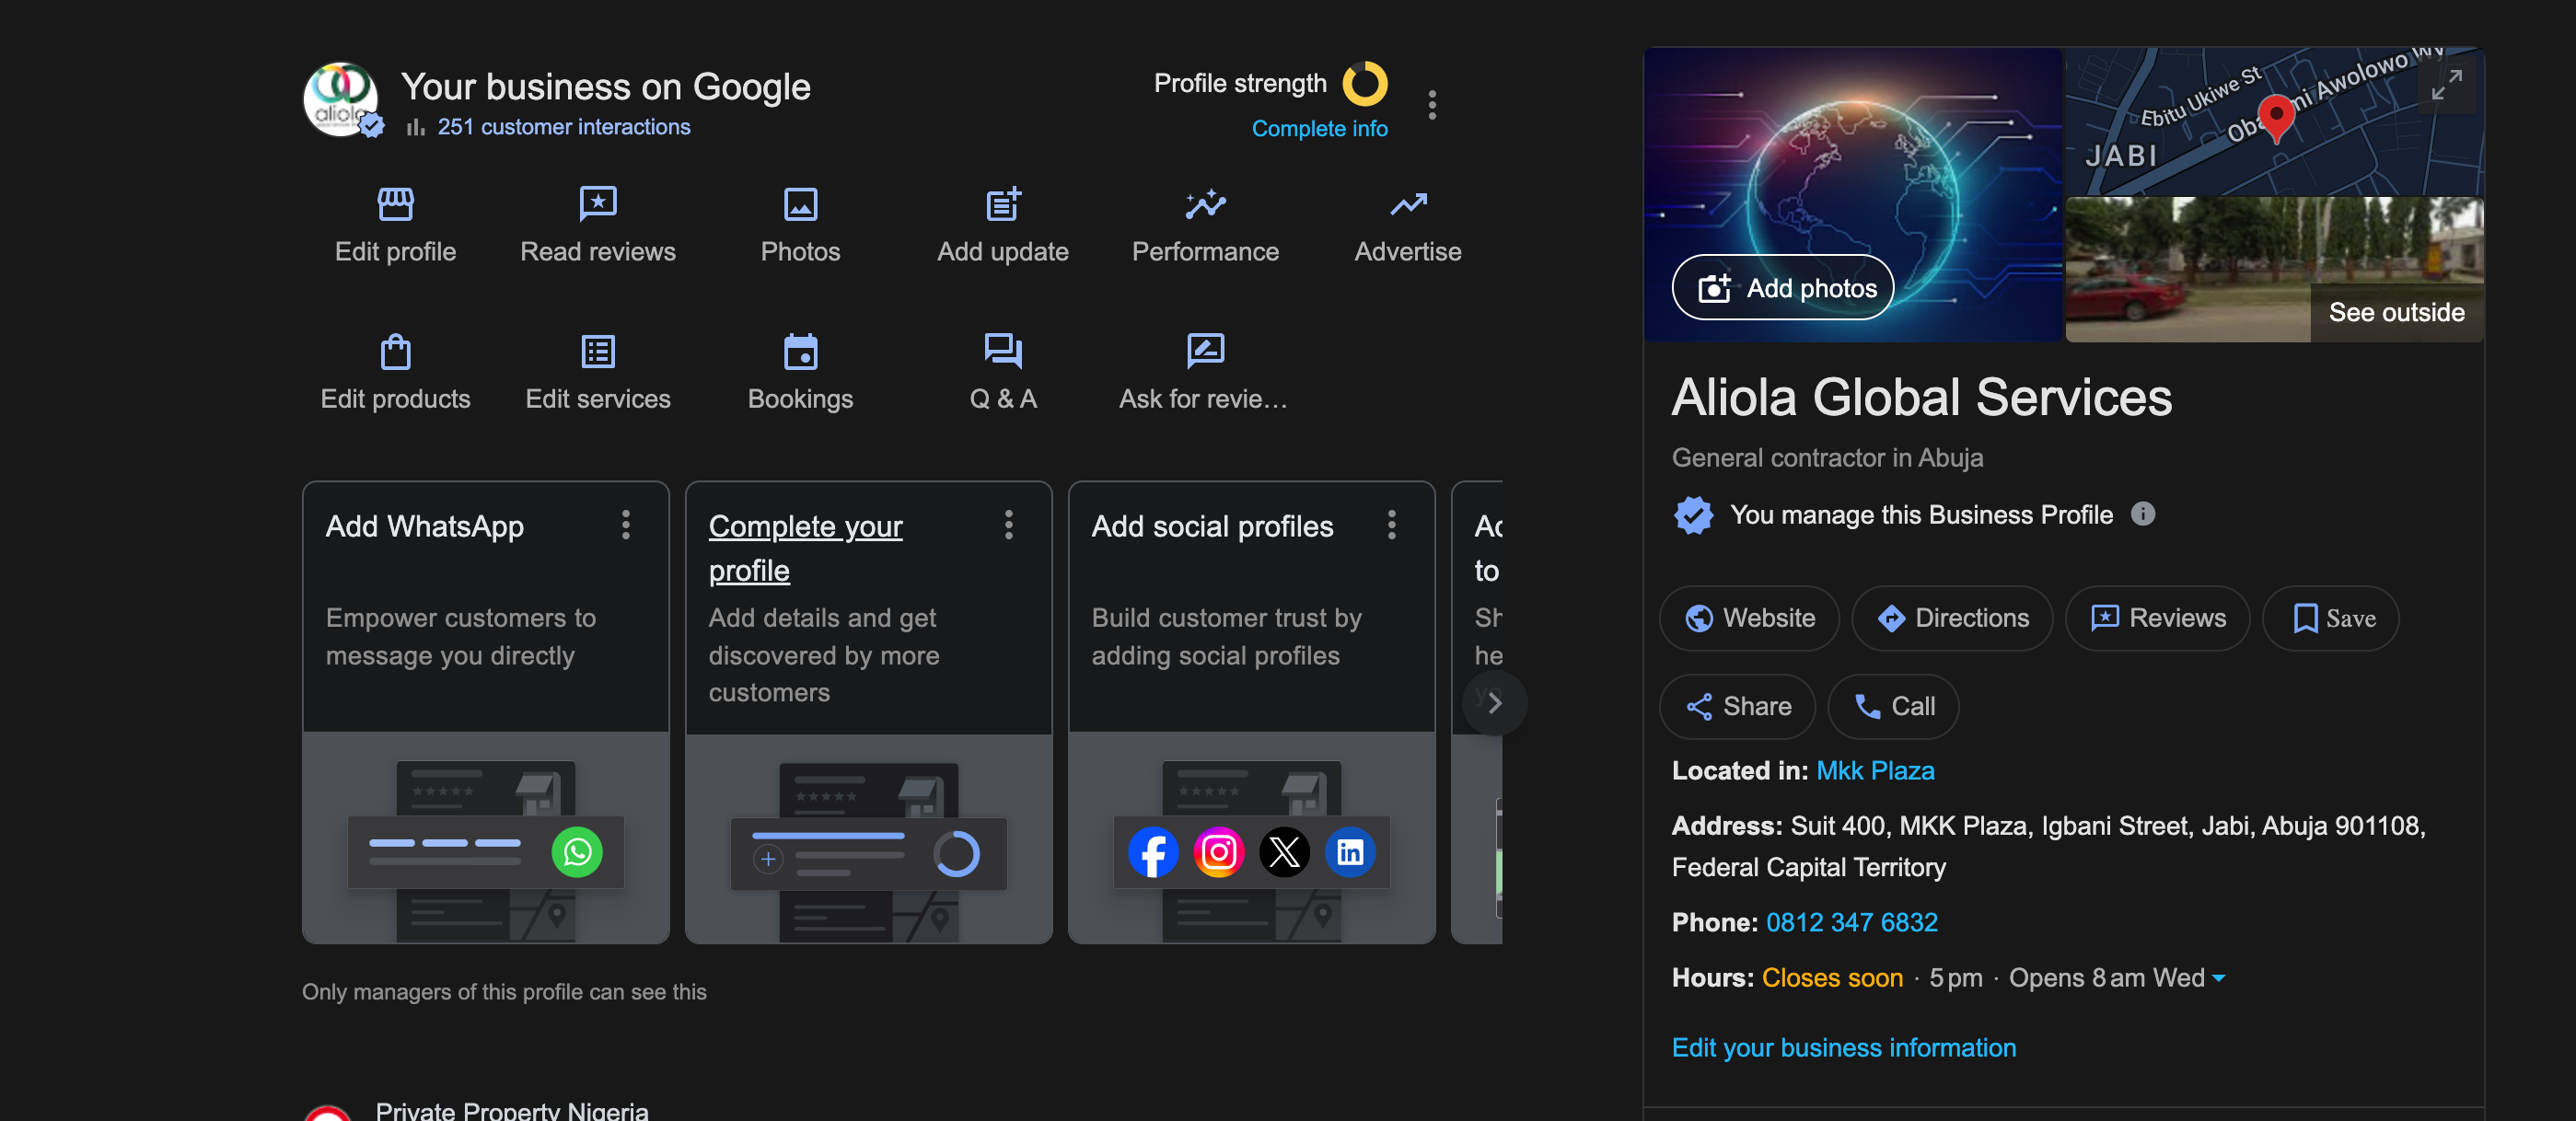 Your business on Google
251 customer interactions
Profile strength
Complete info
Edit profile
Read reviews
Photos
Add update
Performance
Advertise
Edit products
Edit services
Bookings
Q & A
Ask for revie…
Add WhatsApp
Empower customers to
message you directly
Complete your
profile
Add details and get
discovered by more
customers
Add social profiles
Build customer trust by
adding social profiles
to
he
Only managers of this profile can see this
Private Property Nigeria
aliola
Add photos
Ebitu Ukiwe St
JABI
See outside
Aliola Global Services
General contractor in Abuja
You manage this Business Profile
Website
Directions
Reviews
Save
Share
Call
Located in: Mkk Plaza
Address: Suit 400, MKK Plaza, Igbani Street, Jabi, Abuja 901108,
Federal Capital Territory
Phone: 0812 347 6832
Hours: Closes soon · 5 pm · Opens 8 am Wed
Edit your business information